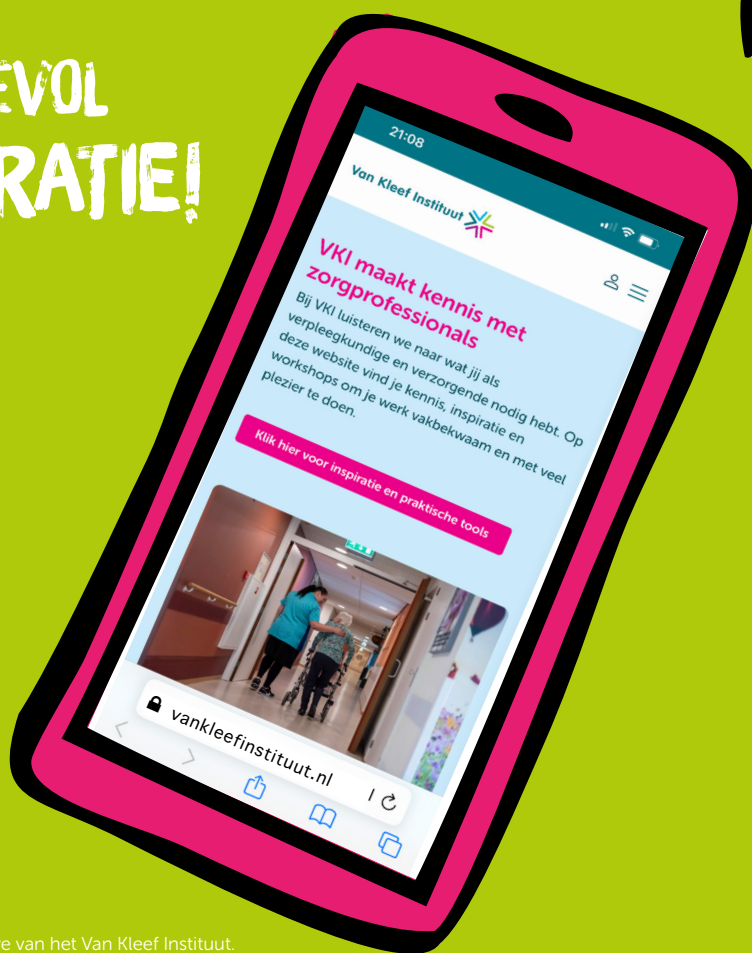 EVOL
RATIE!
21:08
Van Kleef Instituut
VKI maakt kennis met
zorgprofessionals
Bij VKI luisteren we naar wat jij als
verpleegkundige en verzorgende nodig hebt. Op
deze website vind je kennis, inspiratie en
workshops om je werk vakbekwaam en met veel
plezier te doen.
Klik hier voor inspiratie en praktische tools
vankleefinstituut.nl
e van het Van Kleef Instituut.